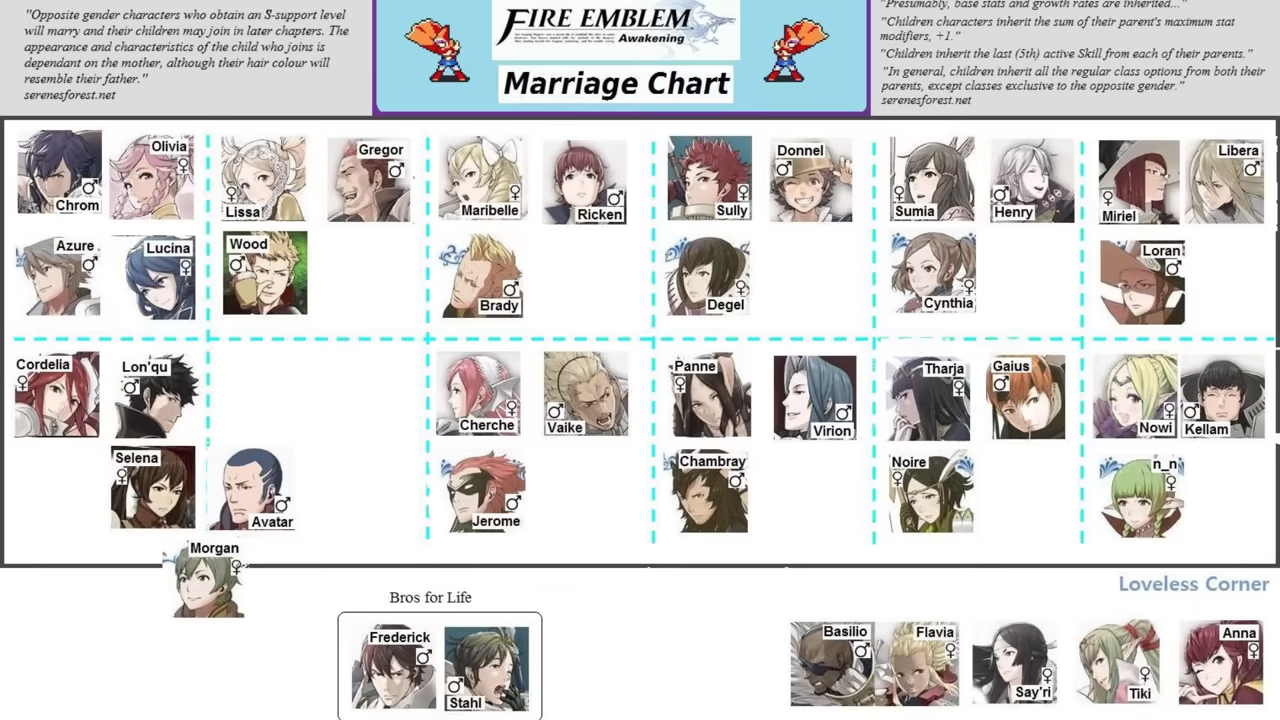 "Opposite gender characters who obtain an S-support level
will marry and their children may join in later chapters. The
appearance and characteristics of the child who joins is
dependant on the mother, although their hair colour will
resemble their father."
serenesforest.net
FIRE EMBLEM
Awakening
Marriage Chart
"Presumably, base stats and growth rates are inherited..."
"Children characters inherit the sum of their parent's maximum stat
modifiers, +1."
"Children inherit the last (5th) active Skill from each of their parents."
"In general, children inherit all the regular class options from both their
parents, except classes exclusive to the opposite gender."
serenesforest.net
Chrom
Olivia
Azure
Lucina
Lissa
Gregor
Wood
Maribelle
Ricken
Brady
Sully
Donnel
Degel
Sumia
Henry
Cynthia
Miriel
Libera
Loran
Cordelia
Lon'qu
Selena
Avatar
Morgan
Cherche
Vaike
Jerome
Panne
Virion
Chambray
Tharja
Gaius
Noire
Nowi
Kellam
n_n
Bros for Life
Frederick
Stahl
Loveless Corner
Basilio
Flavia
Say'ri
Tiki
Anna